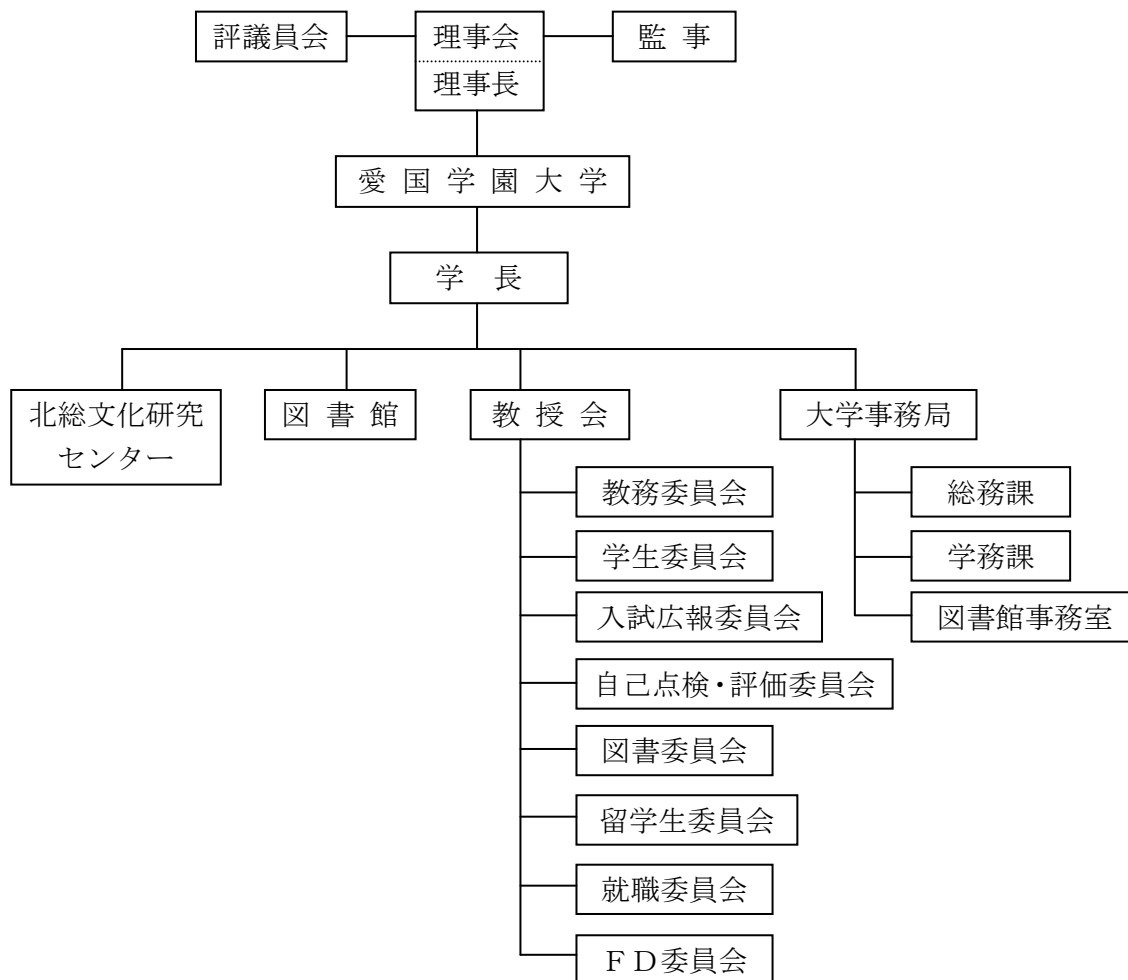 評議員会
理事会
監 事
理事長
愛 国 学 園 大 学
学 長
北総文化研究
センター
図 書 館
教 授 会
大学事務局
教務委員会
学生委員会
入試広報委員会
自己点検・評価委員会
図書委員会
留学生委員会
就職委員会
ＦＤ委員会
総務課
学務課
図書館事務室